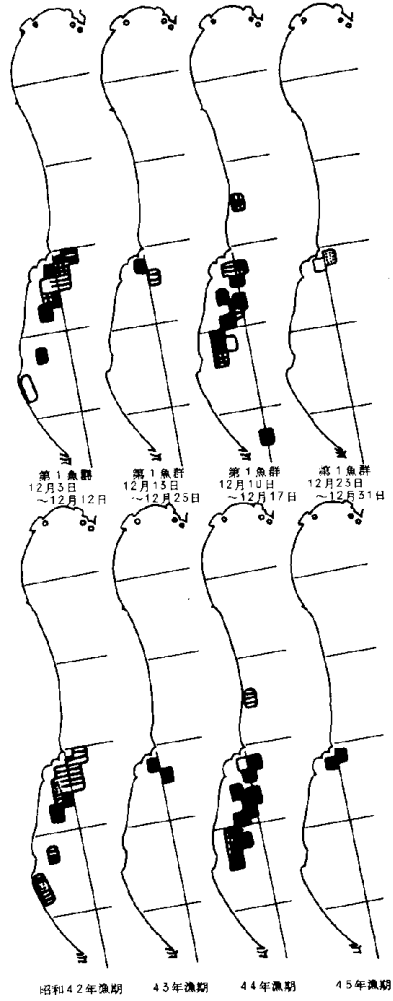 第1魚群
12月3日
～12月12日
第1魚群
12月13日
～12月25日
第1魚群
12月10日
～12月17日
第1魚群
12月23日
～12月31日
昭和42年漁期
43年漁期
44年漁期
45年漁期